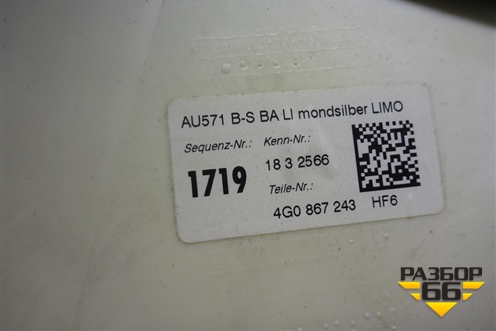 AU571 B-S BA LI mondsilber LIMO
Sequenz-Nr.: Kenn-Nr.:
1719 18 3 2566
Teile-Nr.:
4G0 867 243 HF6
РАЗБОР
66